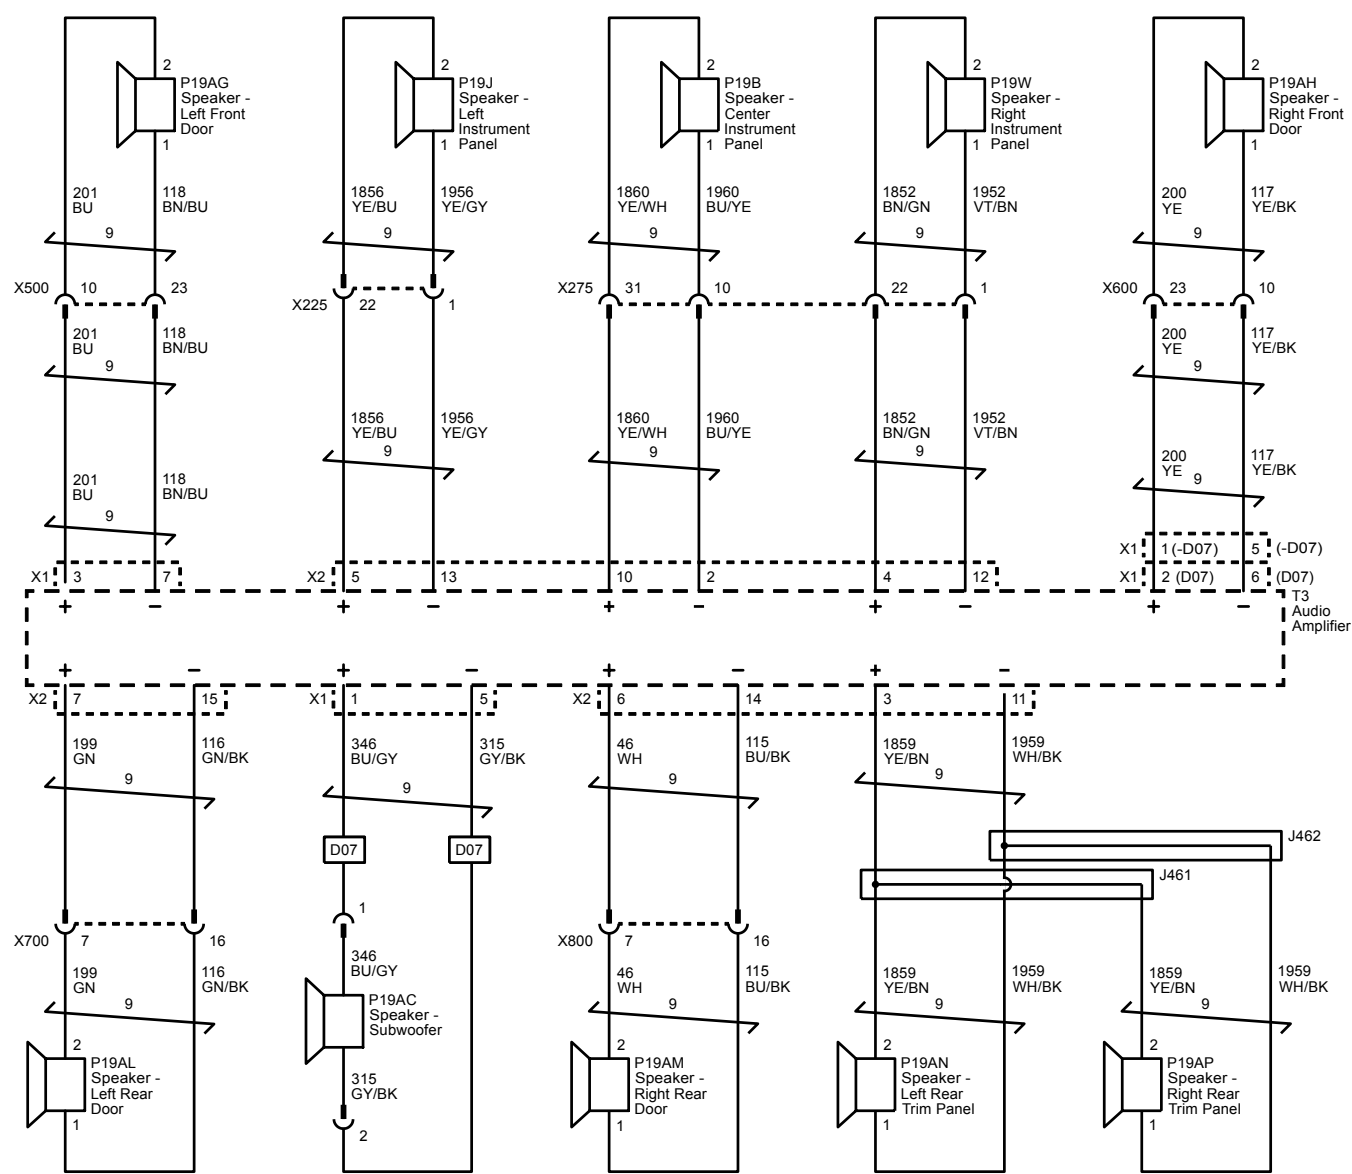 2
P19AG
Speaker -
Left Front
Door
1
2
P19J
Speaker -
Left
Instrument
Panel
1
2
P19B
Speaker -
Center
Instrument
Panel
1
2
P19W
Speaker -
Right
Instrument
Panel
1
2
P19AH
Speaker -
Right Front
Door
1
201
BU
118
BN/BU
9
1856
YE/BU
1956
YE/GY
9
1860
YE/WH
1960
BU/YE
9
1852
BN/GN
1952
VT/BN
9
200
YE
117
YE/BK
9
X500
10
23
X225
22
1
X275
31
10
22
1
X600
23
10
201
BU
118
BN/BU
9
200
YE
117
YE/BK
9
1856
YE/BU
1956
YE/GY
9
1860
YE/WH
1960
BU/YE
9
1852
BN/GN
1952
VT/BN
9
201
BU
118
BN/BU
9
200
YE
117
YE/BK
9
X1
1 (-D07)
5
(-D07)
X1
3
7
X2
5
13
10
2
4
12
X1
2 (D07)
6
(D07)
+
−
+
−
+
−
+
−
+
−
T3
Audio
Amplifier
+
−
+
−
+
−
+
−
X2
7
15
X1
1
5
X2
6
14
3
11
199
GN
116
GN/BK
9
346
BU/GY
315
GY/BK
9
46
WH
115
BU/BK
9
1859
YE/BN
1959
WH/BK
9
D07
D07
J462
J461
1
X700
7
16
X800
7
16
199
GN
116
GN/BK
9
346
BU/GY
P19AC
Speaker -
Subwoofer
46
WH
115
BU/BK
9
1859
YE/BN
1959
WH/BK
9
1859
YE/BN
1959
WH/BK
9
2
P19AL
Speaker -
Left Rear
Door
1
315
GY/BK
2
2
P19AM
Speaker -
Right Rear
Door
1
2
P19AN
Speaker -
Left Rear
Trim Panel
1
2
P19AP
Speaker -
Right Rear
Trim Panel
1